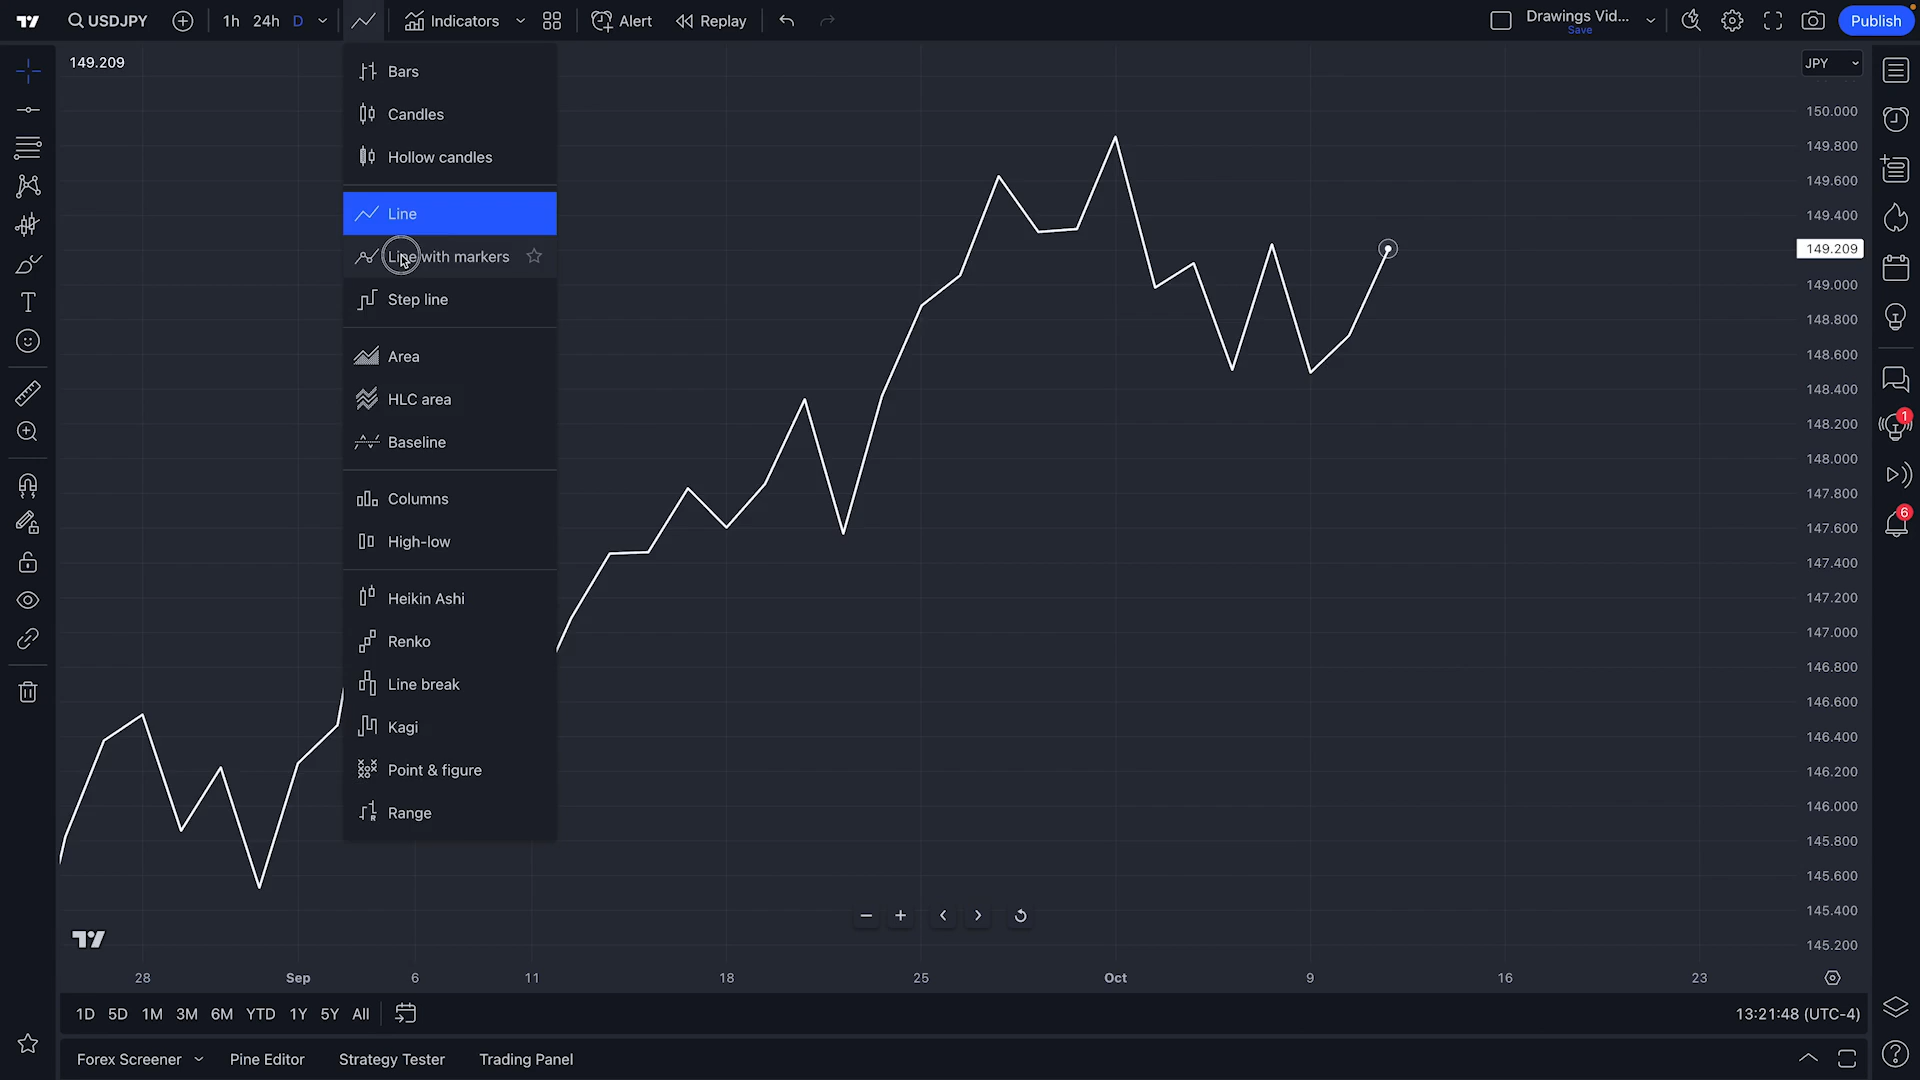 USDJPY 1h 24h D Indicators Alert Replay Drawings Vid... Save Publish
149.209
JPY
Bars
Candles
Hollow candles
Line
Line with markers
Step line
Area
HLC area
Baseline
Columns
High-low
Heikin Ashi
Renko
Line break
Kagi
Point & figure
Range
150.000
149.800
149.600
149.400
149.209
149.000
148.800
148.600
148.400
148.200
148.000
147.800
147.600
147.400
147.200
147.000
146.800
146.600
146.400
146.200
146.000
145.800
145.600
145.400
145.200
1
6
28 Sep 6 11 18 25 Oct 9 16 23
1D 5D 1M 3M 6M YTD 1Y 5Y All 13:21:48 (UTC-4)
Forex Screener Pine Editor Strategy Tester Trading Panel